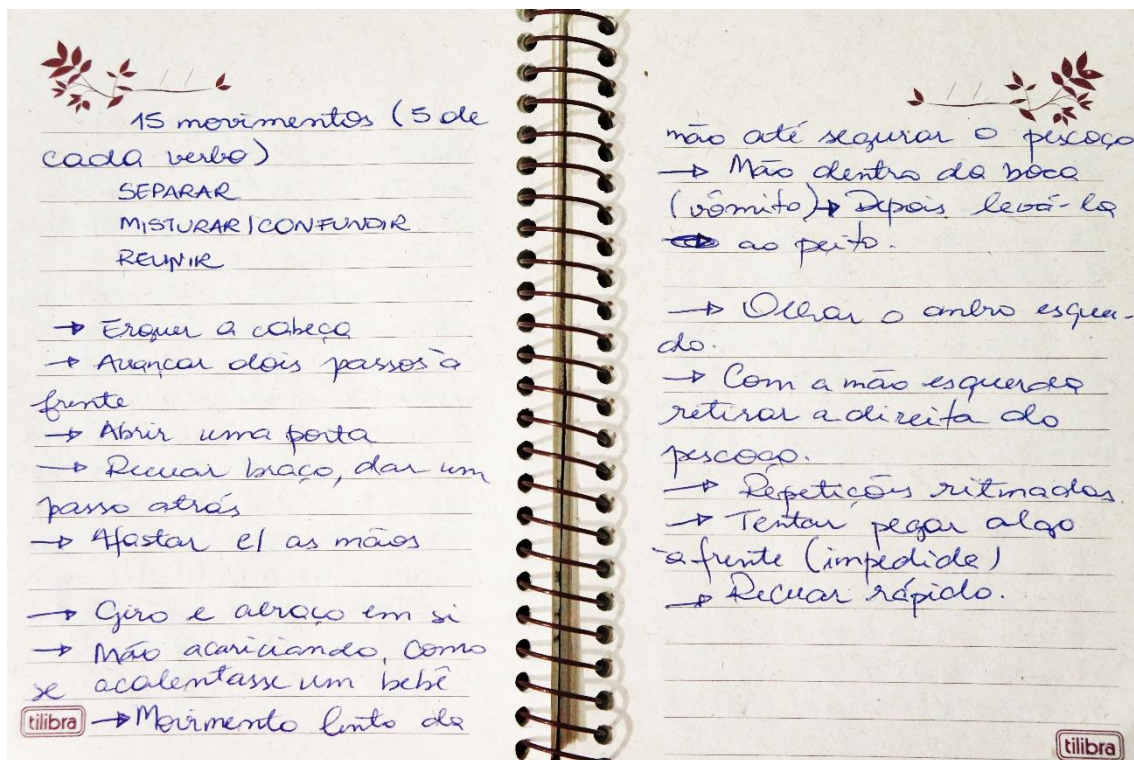 15 movimentos (5 de
cada verbo)
SEPARAR
MISTURAR/CONFUNDIR
REUNIR
→ Erguer a cabeça
→ Avançar dois passos à
frente
→ Abrir uma porta
→ Recuar braço, dar um
passo atrás
→ Afastar c/ as mãos
→ Giro e abraço em si
→ Mão acariciando, como
se acalentasse um bebê
→ Movimento lento da
tilibra
mão até segurar o pescoço
→ Mão dentro da boca
(vômito) → Depois levá-la
ao peito.
→ Olhar o ombro esquer-
do.
→ Com a mão esquerda
retirar a direita do
pescoço.
→ Repetições ritmadas.
→ Tentar pegar algo
à frente (impedida)
→ Recuar rápido.
tilibra